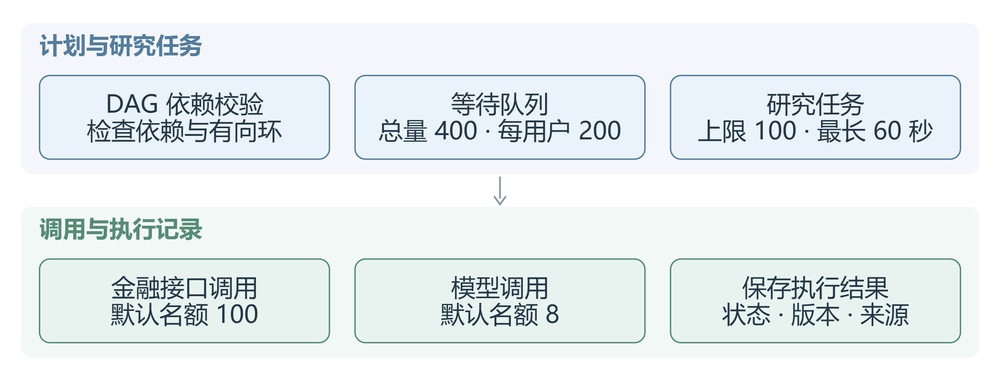 计划与研究任务
DAG 依赖校验
检查依赖与有向环
等待队列
总量 400 · 每用户 200
研究任务
上限 100 · 最长 60 秒
调用与执行记录
金融接口调用
默认名额 100
模型调用
默认名额 8
保存执行结果
状态 · 版本 · 来源